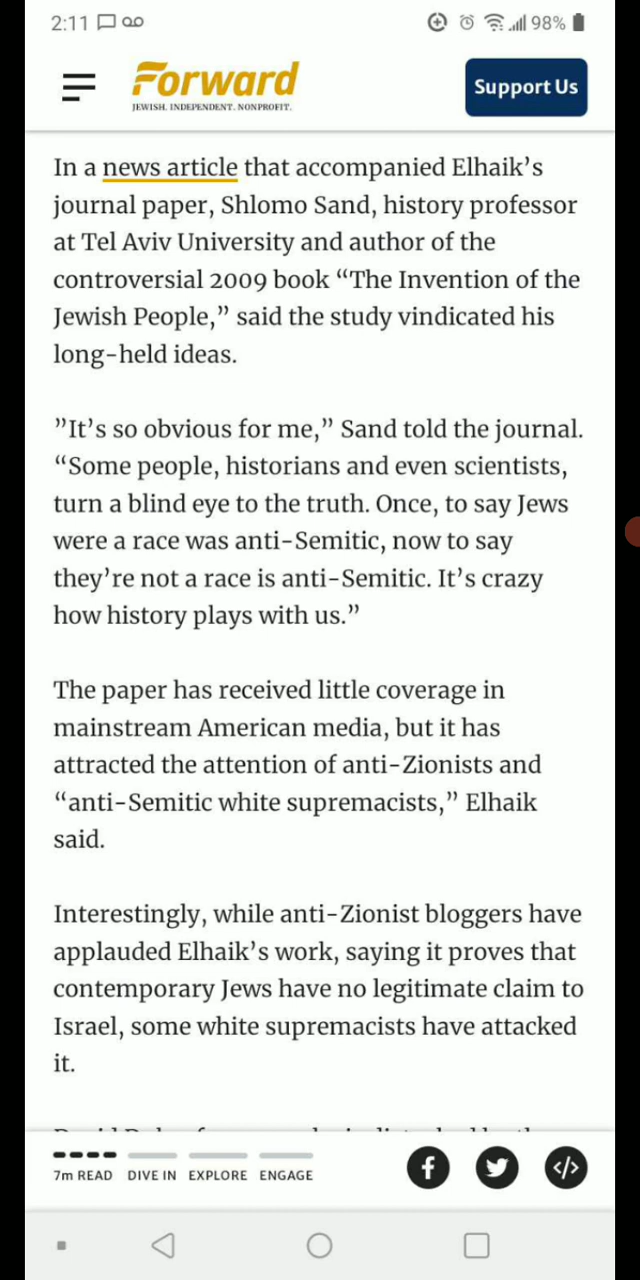 2:11 98%
Forward
JEWISH. INDEPENDENT. NONPROFIT.
Support Us
In a news article that accompanied Elhaik’s
journal paper, Shlomo Sand, history professor
at Tel Aviv University and author of the
controversial 2009 book “The Invention of the
Jewish People,” said the study vindicated his
long-held ideas.
”It’s so obvious for me,” Sand told the journal.
“Some people, historians and even scientists,
turn a blind eye to the truth. Once, to say Jews
were a race was anti-Semitic, now to say
they’re not a race is anti-Semitic. It’s crazy
how history plays with us.”
The paper has received little coverage in
mainstream American media, but it has
attracted the attention of anti-Zionists and
“anti-Semitic white supremacists,” Elhaik
said.
Interestingly, while anti-Zionist bloggers have
applauded Elhaik’s work, saying it proves that
contemporary Jews have no legitimate claim to
Israel, some white supremacists have attacked
it.
7m READ DIVE IN EXPLORE ENGAGE